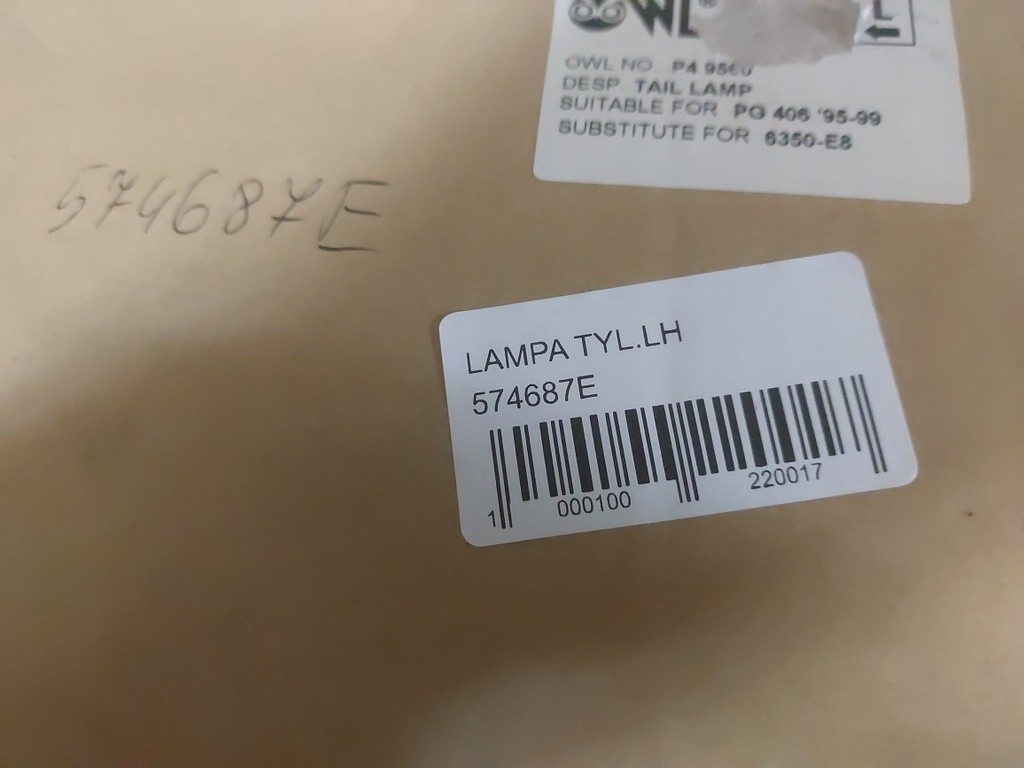 OWL®
L
OWL NO P4 9560
DESP. TAIL LAMP
SUITABLE FOR PG 406 '95-99
SUBSTITUTE FOR 6350-E8
574687E
LAMPA TYL.LH
574687E
1 000100 220017